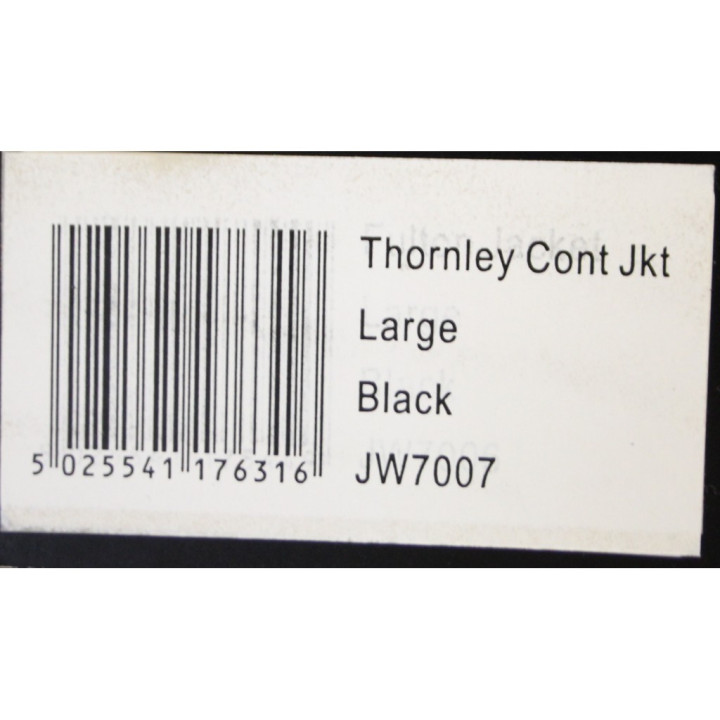 Thornley Cont Jkt
Large
Black
JW7007
5 025541 176316